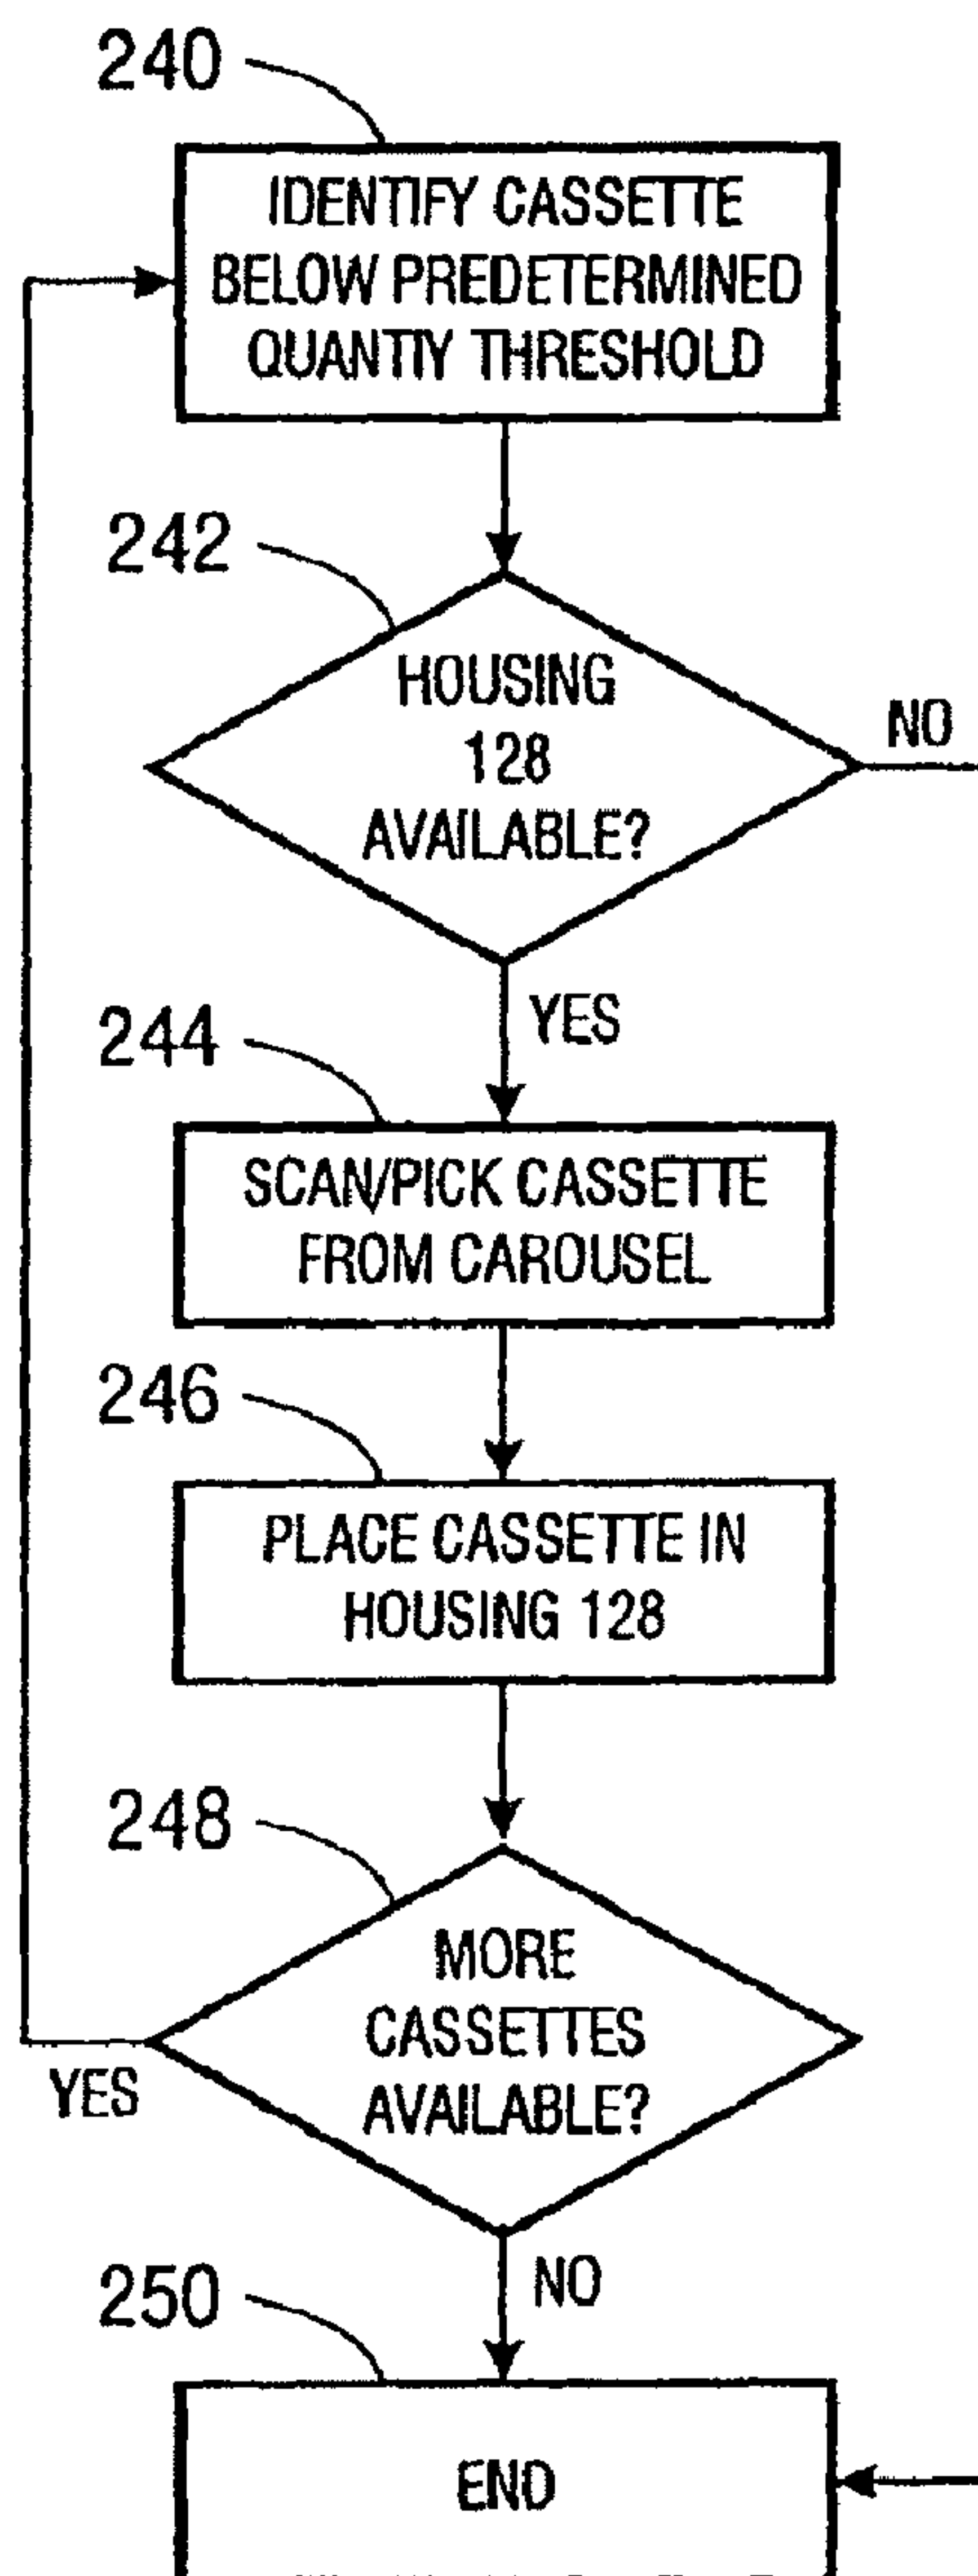 240
IDENTIFY CASSETTE
BELOW PREDETERMINED
QUANTIY THRESHOLD
242
HOUSING
128
AVAILABLE?
NO
YES
244
SCAN/PICK CASSETTE
FROM CAROUSEL
246
PLACE CASSETTE IN
HOUSING 128
248
MORE
CASSETTES
AVAILABLE?
YES
NO
250
END